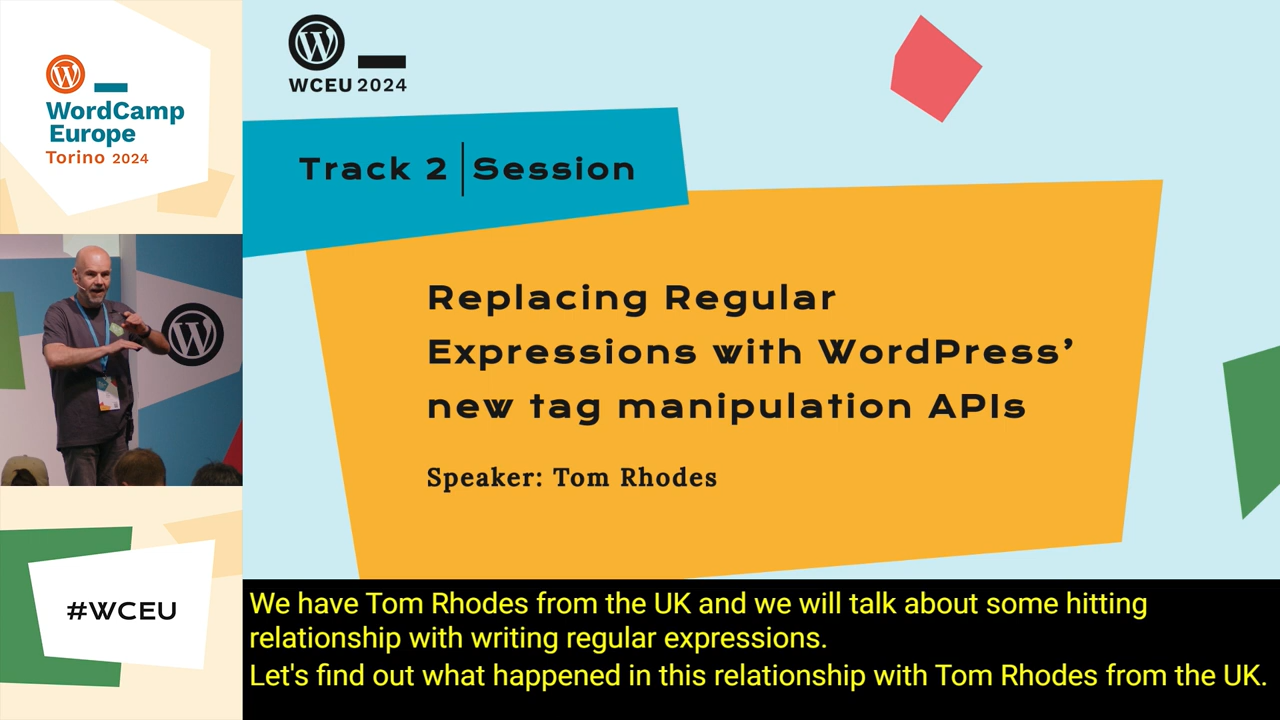 WordCamp
Europe
Torino 2024
#WCEU
WCEU 2024
Track 2 | Session
Replacing Regular
Expressions with WordPress’
new tag manipulation APIs
Speaker: Tom Rhodes
We have Tom Rhodes from the UK and we will talk about some hitting
relationship with writing regular expressions.
Let's find out what happened in this relationship with Tom Rhodes from the UK.